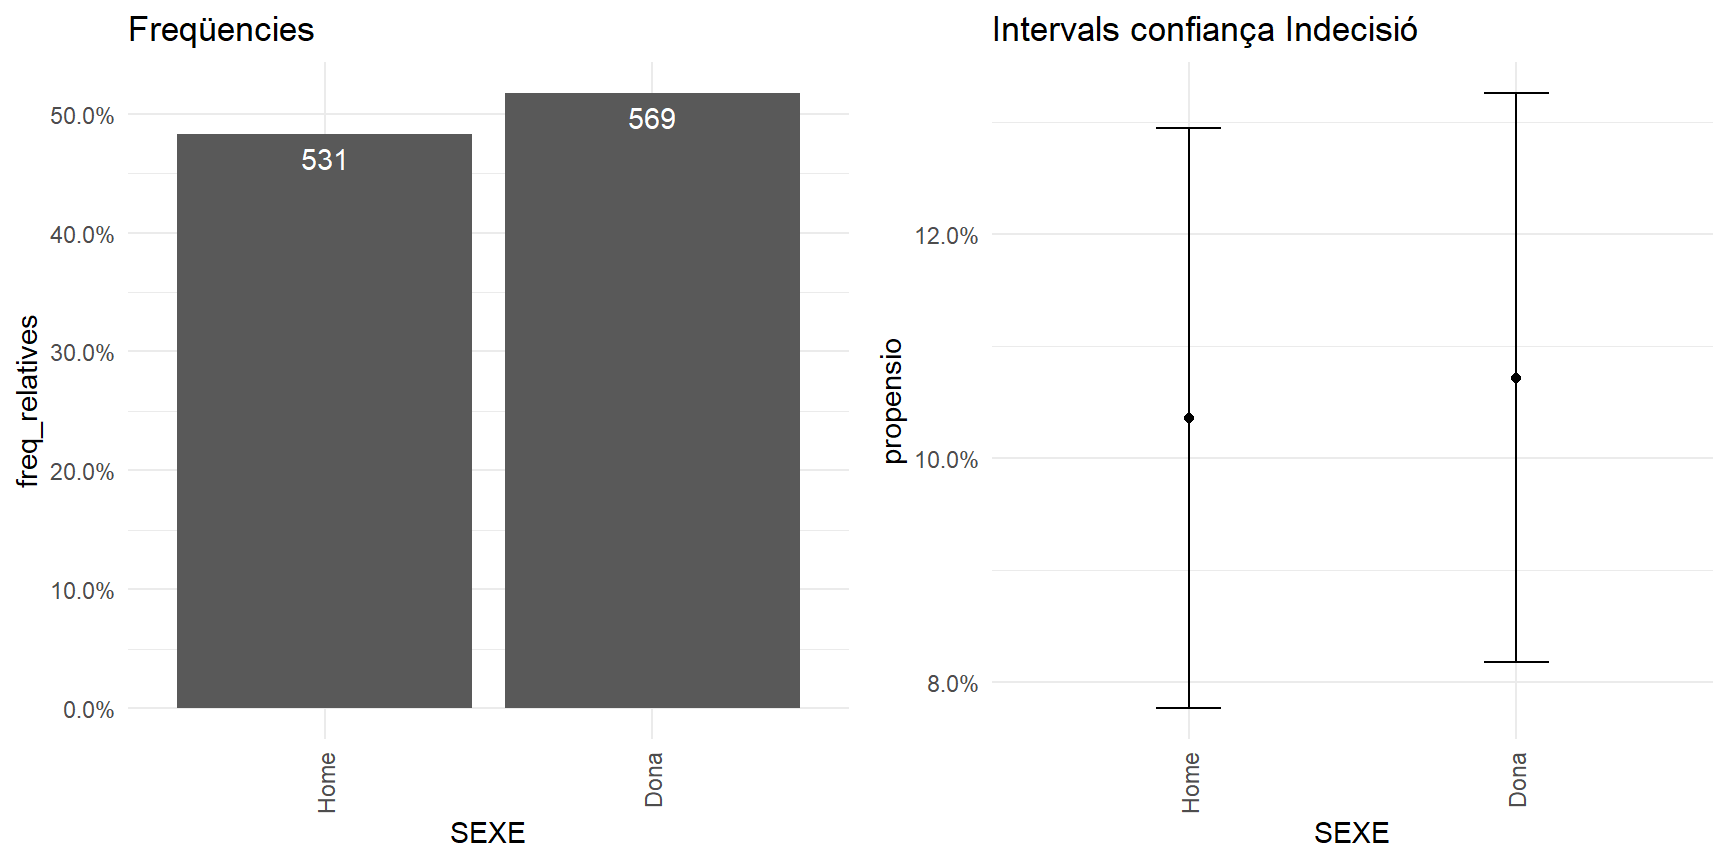 Freqüencies
freq_relatives
50.0%
40.0%
30.0%
20.0%
10.0%
0.0%
531
569
Home
Dona
SEXE
Intervals confiança Indecisió
propensio
12.0%
10.0%
8.0%
Home
Dona
SEXE